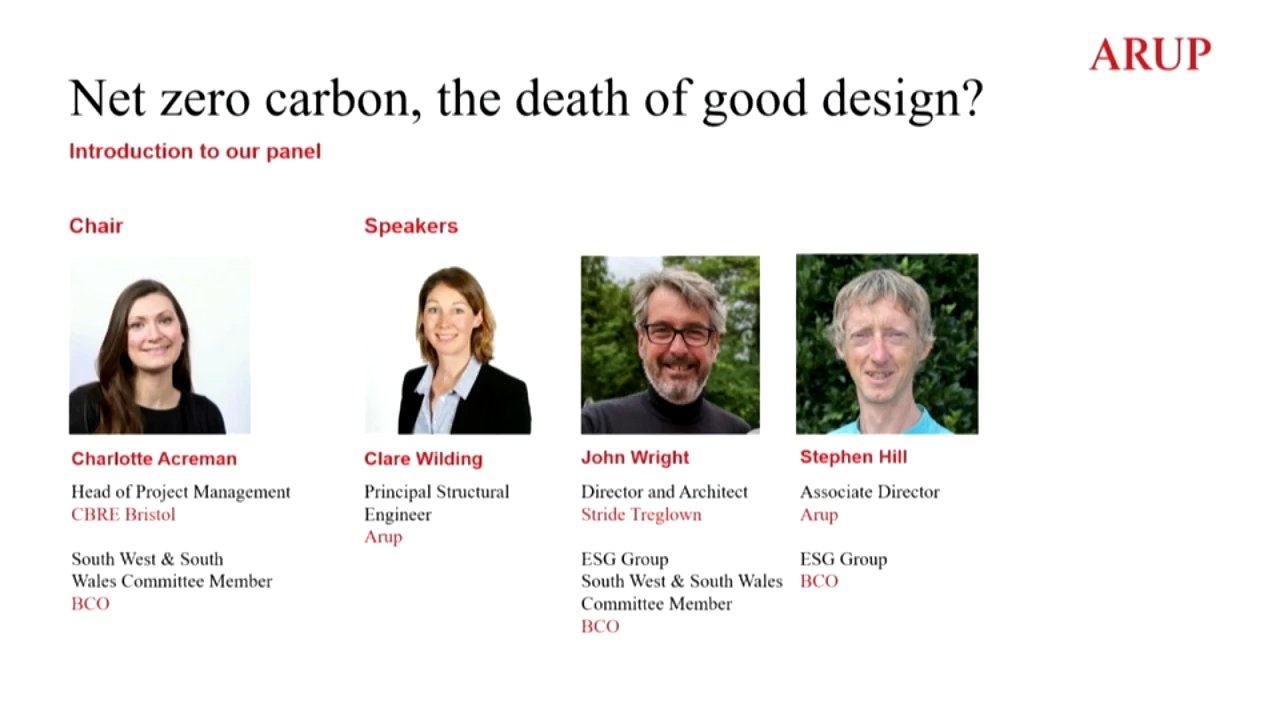 ARUP
Net zero carbon, the death of good design?
Introduction to our panel
Chair
Speakers
Charlotte Acreman
Head of Project Management
CBRE Bristol
South West & South
Wales Committee Member
BCO
Clare Wilding
Principal Structural
Engineer
Arup
John Wright
Director and Architect
Stride Treglown
ESG Group
South West & South Wales
Committee Member
BCO
Stephen Hill
Associate Director
Arup
ESG Group
BCO